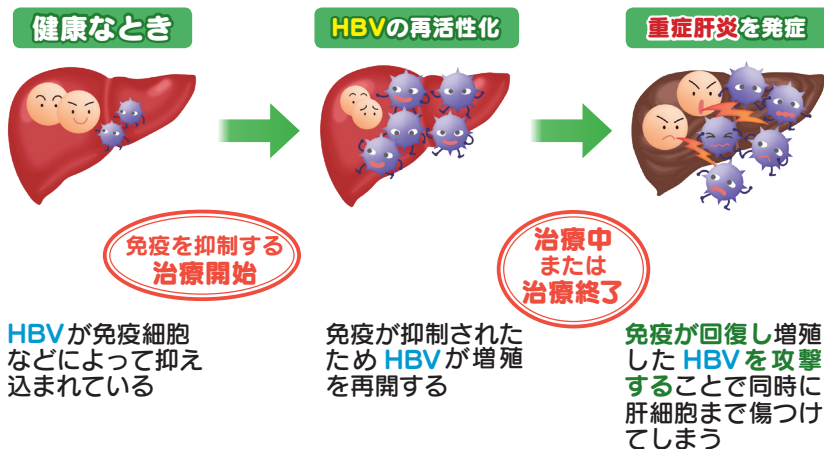 健康なとき
HBVの再活性化
重症肝炎を発症
免疫を抑制する
治療開始
治療中
または
治療終了
HBVが免疫細胞
などによって抑え
込まれている
免疫が抑制された
ためHBVが増殖
を再開する
免疫が回復し増殖
したHBVを攻撃
することで同時に
肝細胞まで傷つけ
てしまう